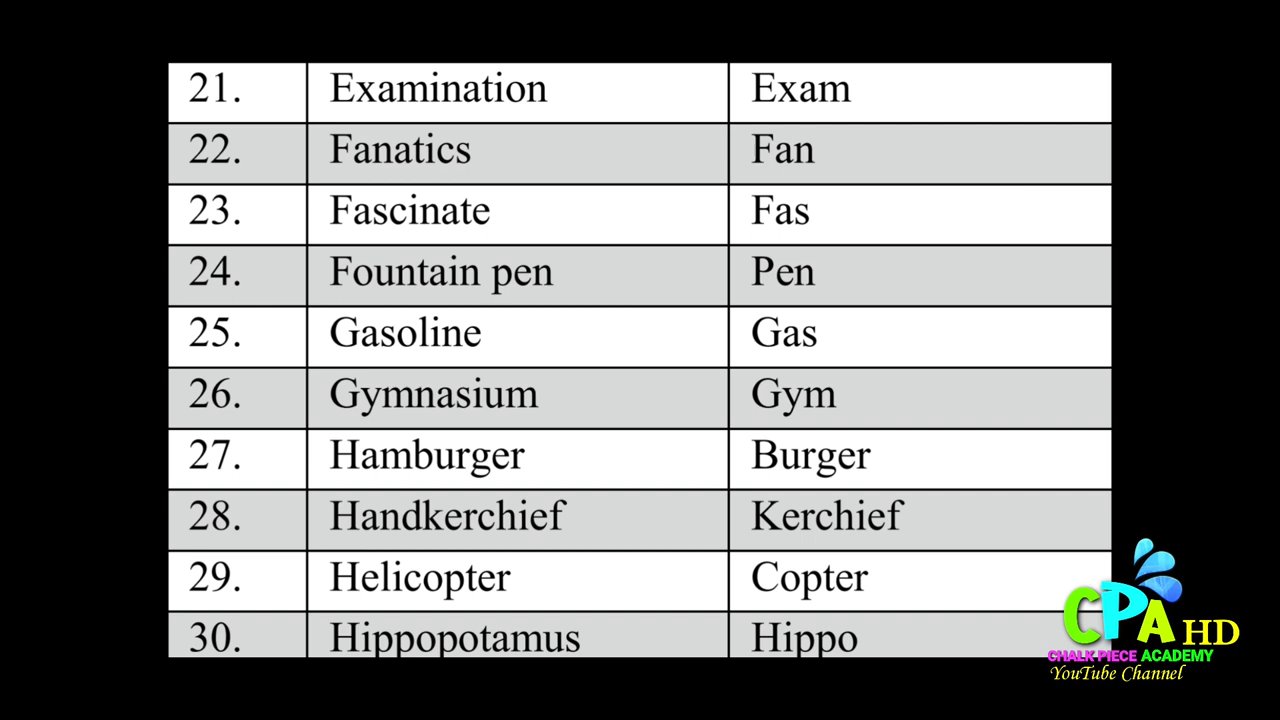 21. Examination Exam
22. Fanatics Fan
23. Fascinate Fas
24. Fountain pen Pen
25. Gasoline Gas
26. Gymnasium Gym
27. Hamburger Burger
28. Handkerchief Kerchief
29. Helicopter Copter
30. Hippopotamus Hippo
CPA HD
CHALK PIECE ACADEMY
YouTube Channel